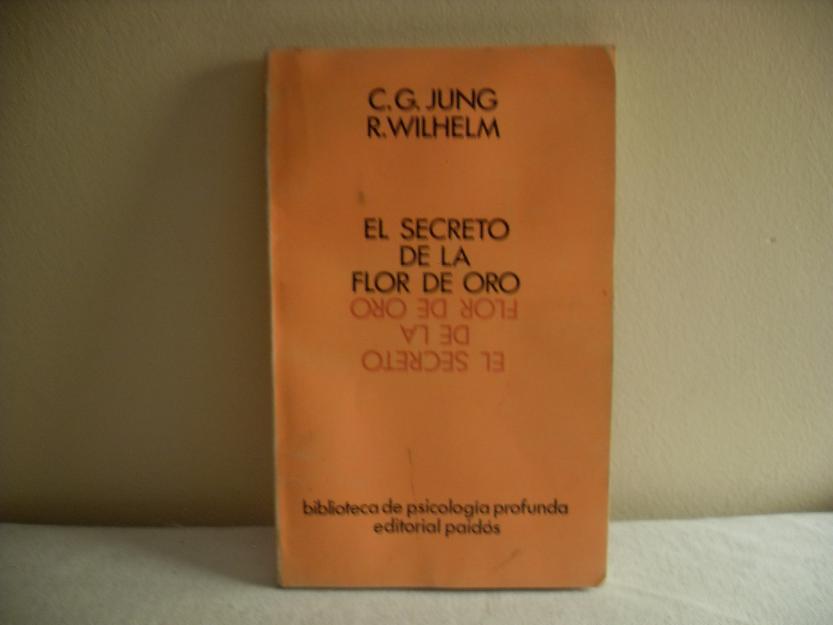 C.G. JUNG
R. WILHELM
EL SECRETO
DE LA
FLOR DE ORO
FLOR DE ORO
DE LA
EL SECRETO
biblioteca de psicología profunda
editorial paidós